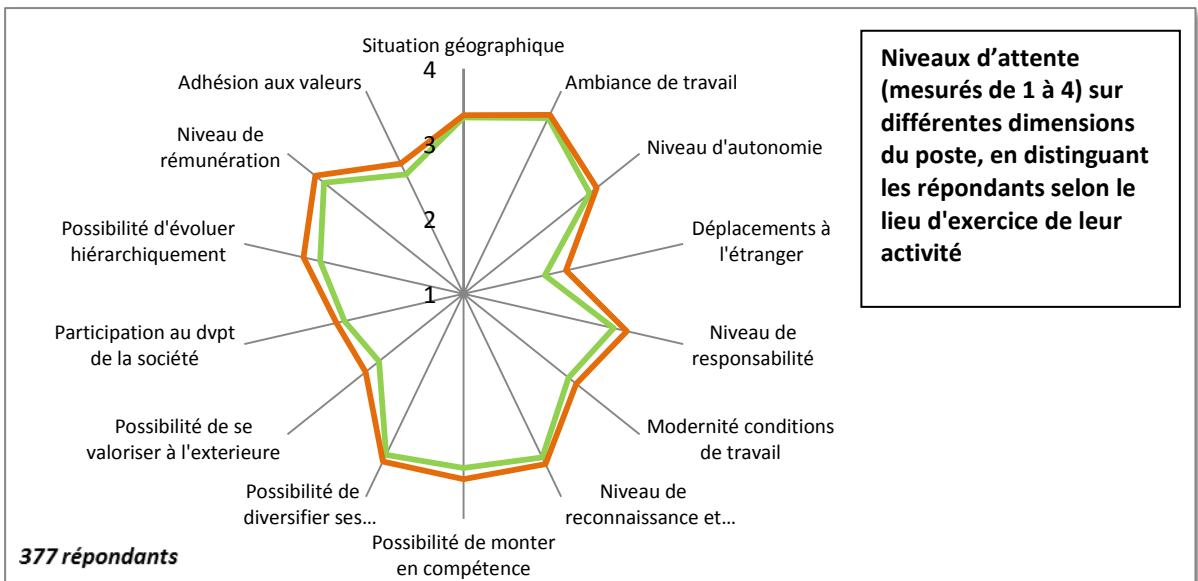 Situation géographique
Ambiance de travail
Niveau d'autonomie
Déplacements à
l'étranger
Niveau de
responsabilité
Modernité conditions
de travail
Niveau de
reconnaissance et...
Possibilité de monter
en compétence
Possibilité de
diversifier ses...
Possibilité de se
valoriser à l'exterieure
Participation au dvpt
de la société
Possibilité d'évoluer
hiérarchiquement
Niveau de
rémunération
Adhésion aux valeurs
4
3
2
1
377 répondants
Niveaux d’attente
(mesurés de 1 à 4) sur
différentes dimensions
du poste, en distinguant
les répondants selon le
lieu d'exercice de leur
activité